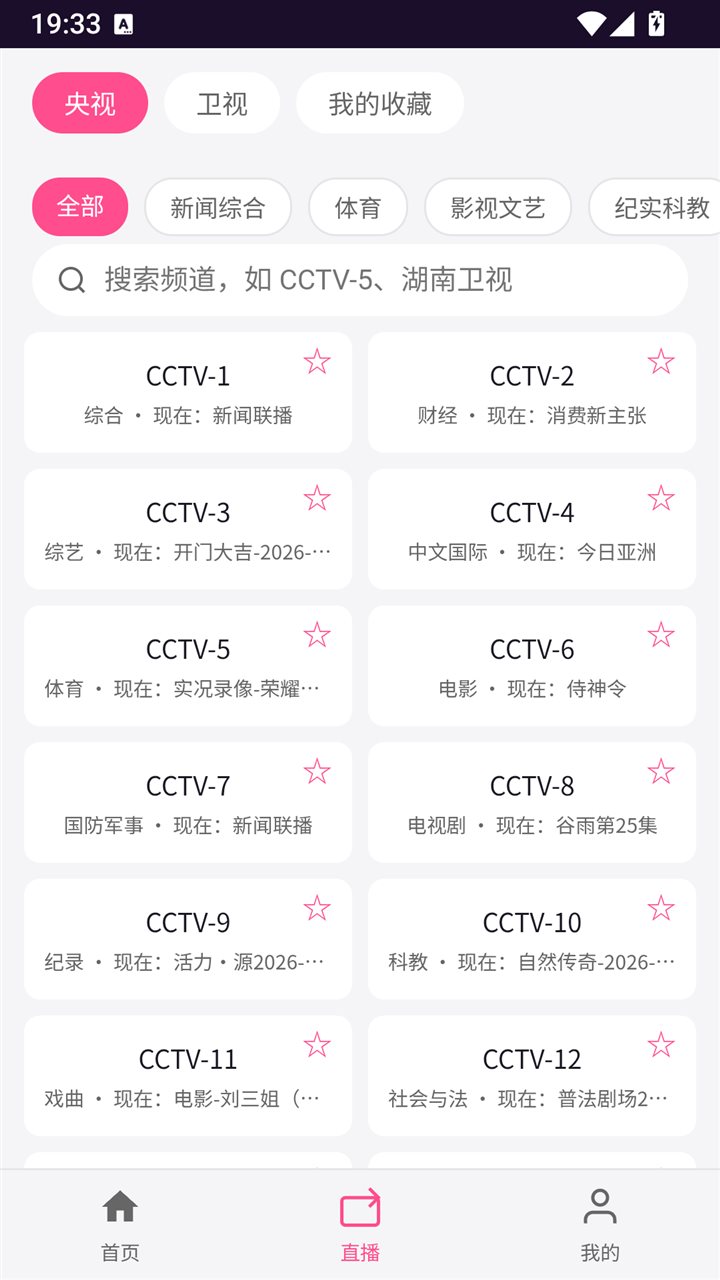 19:33 A
央视 卫视 我的收藏
全部 新闻综合 体育 影视文艺 纪实科教
搜索频道，如 CCTV-5、湖南卫视
CCTV-1
综合 • 现在：新闻联播
CCTV-2
财经 • 现在：消费新主张
CCTV-3
综艺 • 现在：开门大吉-2026-…
CCTV-4
中文国际 • 现在：今日亚洲
CCTV-5
体育 • 现在：实况录像-荣耀…
CCTV-6
电影 • 现在：侍神令
CCTV-7
国防军事 • 现在：新闻联播
CCTV-8
电视剧 • 现在：谷雨第25集
CCTV-9
纪录 • 现在：活力·源2026-…
CCTV-10
科教 • 现在：自然传奇-2026-…
CCTV-11
戏曲 • 现在：电影-刘三姐（…
CCTV-12
社会与法 • 现在：普法剧场2…
首页 直播 我的